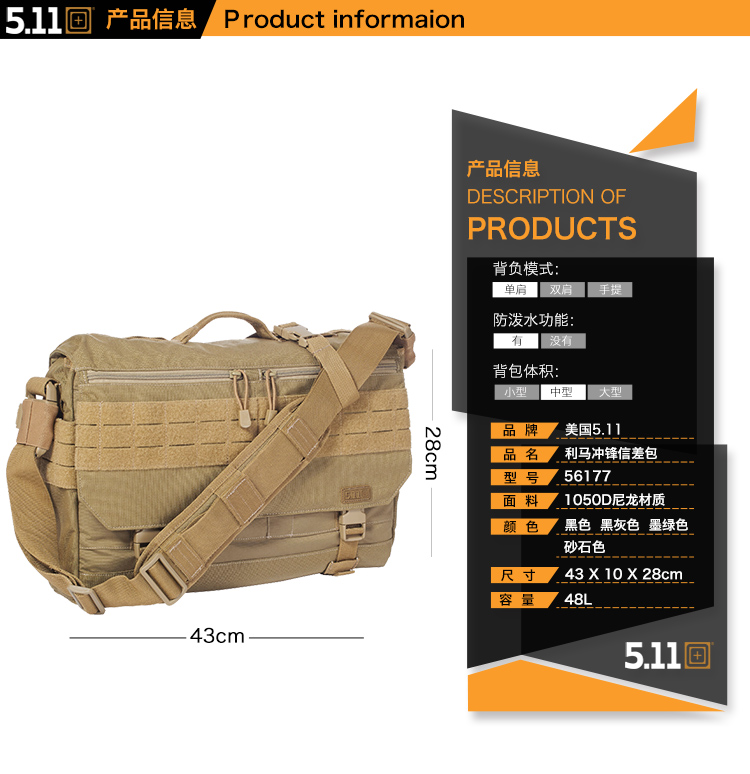 5.11 产品信息 Product informaion
产品信息
DESCRIPTION OF
PRODUCTS
背负模式:
单肩 双肩 手提
防泼水功能:
有 没有
背包体积:
小型 中型 大型
品 牌 美国5.11
品 名 利马冲锋信差包
型 号 56177
面 料 1050D尼龙材质
颜 色 黑色 黑灰色 墨绿色
砂石色
尺 寸 43 X 10 X 28cm
容 量 48L
28cm
43cm
5.11